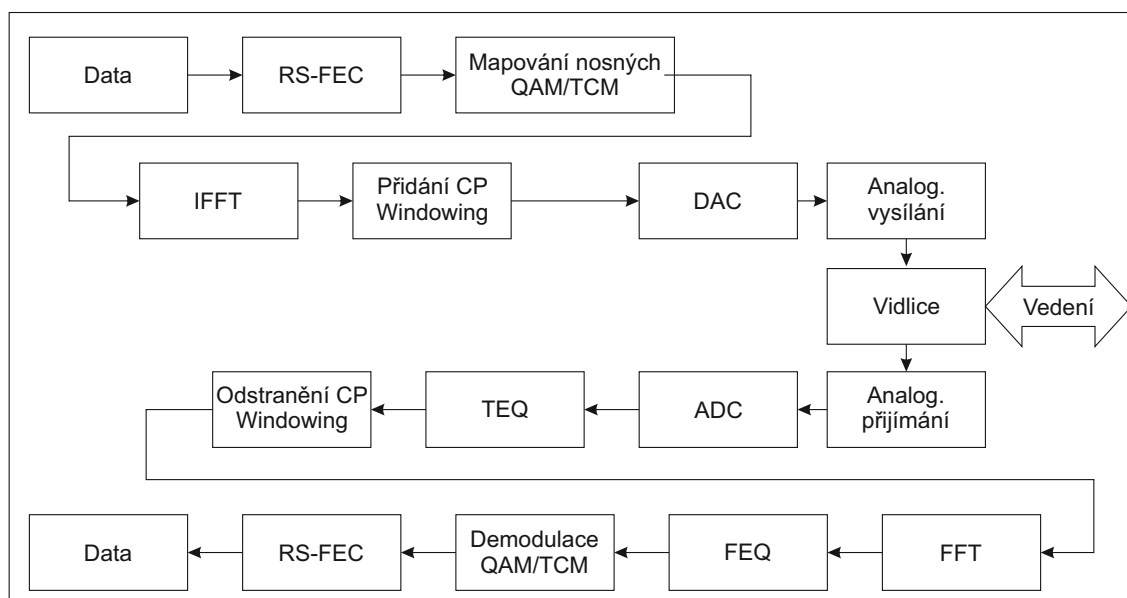 Data
RS-FEC
Mapování nosných
QAM/TCM
IFFT
Přidání CP
Windowing
DAC
Analog.
vysílání
Vidlice
Vedení
Odstranění CP
Windowing
TEQ
ADC
Analog.
přijímání
Data
RS-FEC
Demodulace
QAM/TCM
FEQ
FFT